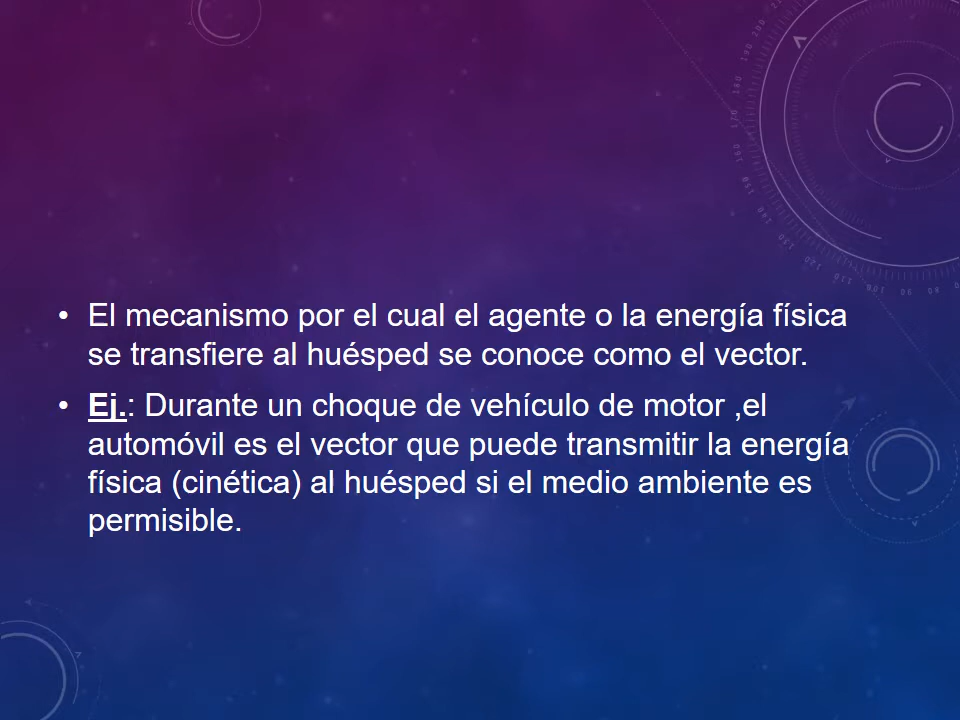 • El mecanismo por el cual el agente o la energía física
se transfiere al huésped se conoce como el vector.
• Ej.: Durante un choque de vehículo de motor ,el
automóvil es el vector que puede transmitir la energía
física (cinética) al huésped si el medio ambiente es
permisible.